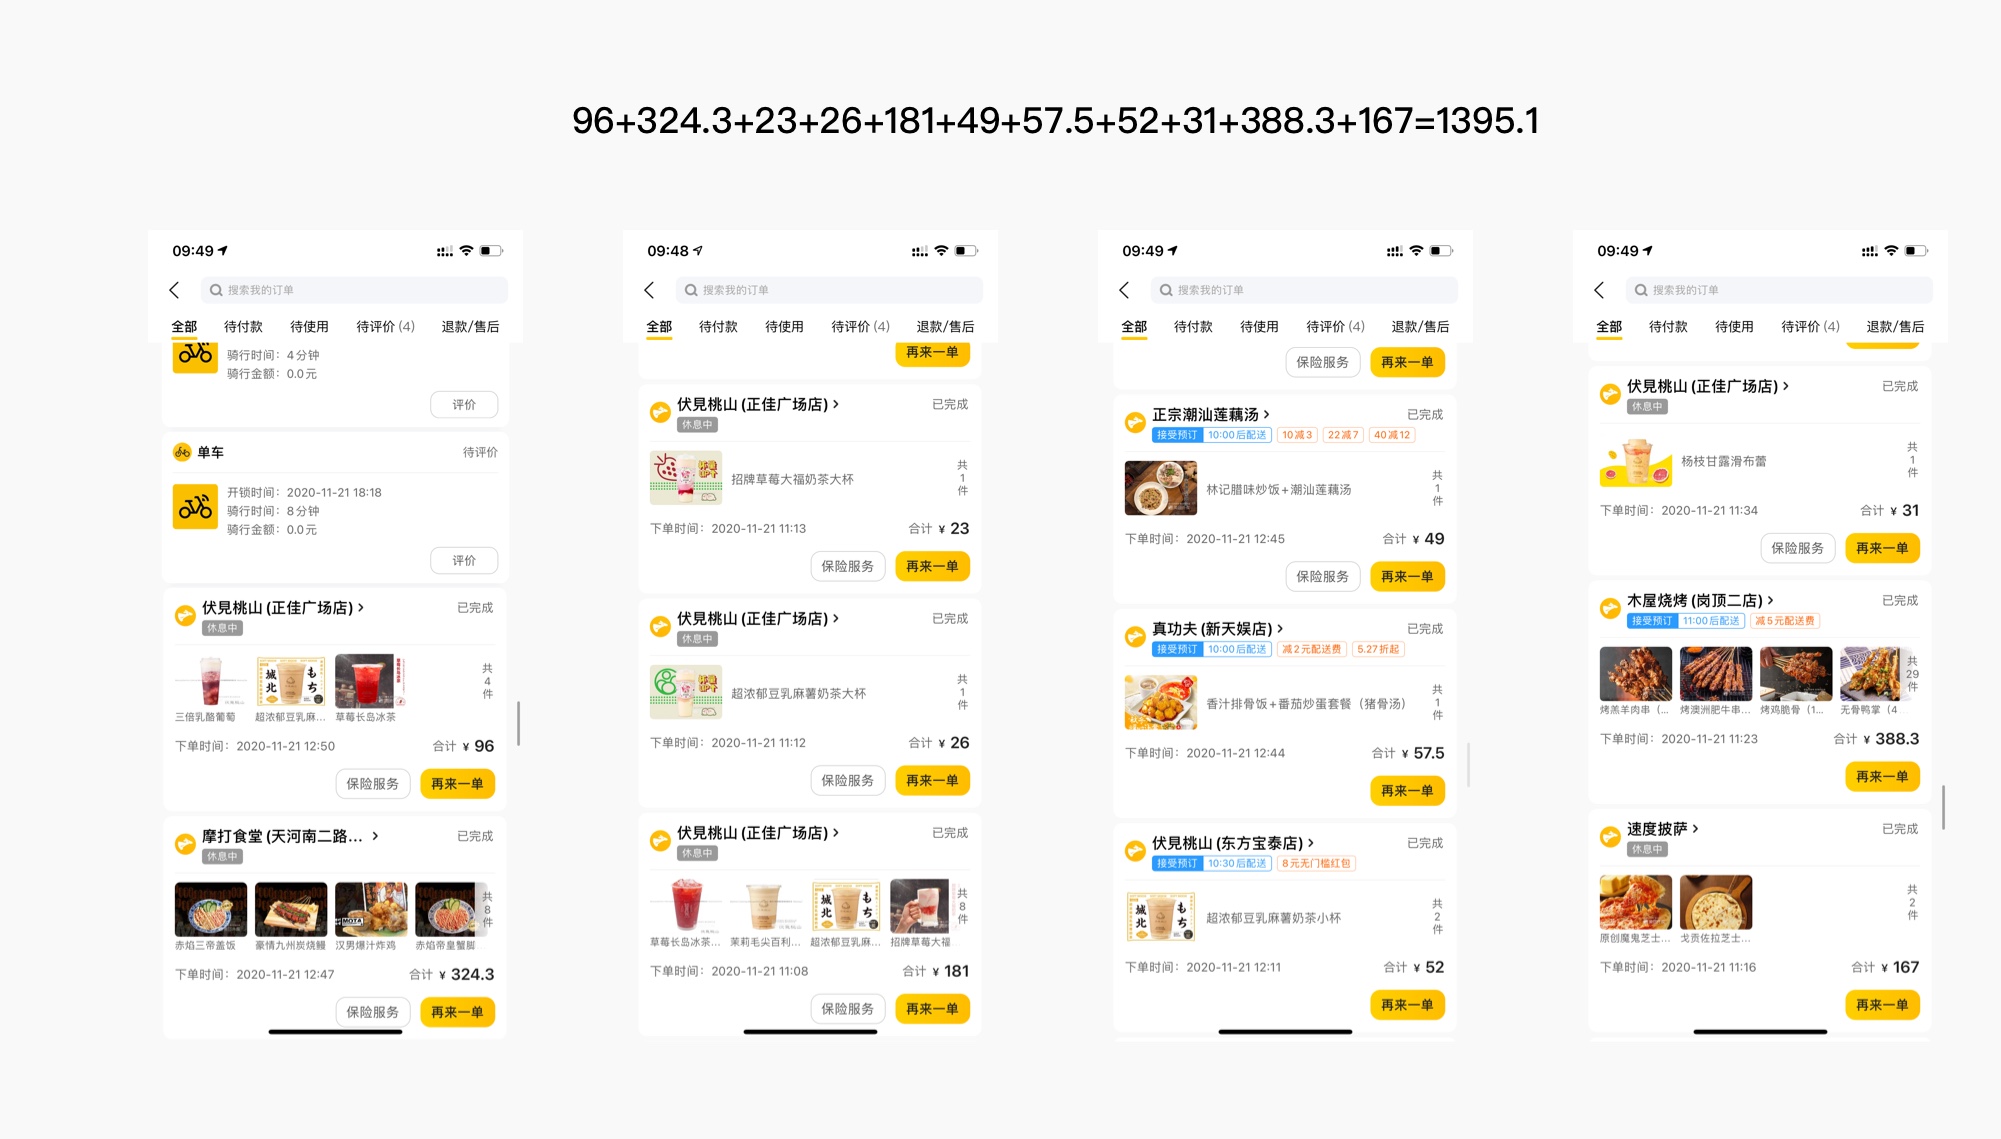 96+324.3+23+26+181+49+57.5+52+31+388.3+167=1395.1
09:49
搜索我的订单
全部 待付款 待使用 待评价 (4) 退款/售后
骑行时间：4分钟
骑行金额：0.0元
评价
单车 待评价
开锁时间：2020-11-21 18:18
骑行时间：8分钟
骑行金额：0.0元
评价
伏見桃山 (正佳广场店) 已完成
休息中
共4件
三倍乳酪葡萄 超浓郁豆乳麻... 草莓长岛冰茶
下单时间：2020-11-21 12:50 合计 ¥ 96
保险服务 再来一单
摩打食堂 (天河南二路... 已完成
休息中
共8件
赤焰三帝盖饭 豪情九州炭烧鳗 汉男爆汁炸鸡 赤焰帝皇蟹脚
下单时间：2020-11-21 12:47 合计 ¥ 324.3
保险服务 再来一单
09:48
搜索我的订单
全部 待付款 待使用 待评价 (4) 退款/售后
再来一单
伏見桃山 (正佳广场店) 已完成
休息中
招牌草莓大福奶茶大杯 共1件
下单时间：2020-11-21 11:13 合计 ¥ 23
保险服务 再来一单
伏見桃山 (正佳广场店) 已完成
休息中
超浓郁豆乳麻薯奶茶大杯 共1件
下单时间：2020-11-21 11:12 合计 ¥ 26
保险服务 再来一单
伏見桃山 (正佳广场店) 已完成
休息中
共8件
草莓长岛冰茶... 茉莉毛尖百利... 超浓郁豆乳麻... 招牌草莓大福
下单时间：2020-11-21 11:08 合计 ¥ 181
保险服务 再来一单
09:49
搜索我的订单
全部 待付款 待使用 待评价 (4) 退款/售后
保险服务 再来一单
正宗潮汕莲藕汤 已完成
接受预订 10:00后配送 10减3 22减7 40减12
林记腊味炒饭+潮汕莲藕汤 共1件
下单时间：2020-11-21 12:45 合计 ¥ 49
保险服务 再来一单
真功夫 (新天娱店) 已完成
接受预订 10:00后配送 减2元配送费 5.27折起
香汁排骨饭+番茄炒蛋套餐（猪骨汤） 共1件
下单时间：2020-11-21 12:44 合计 ¥ 57.5
再来一单
伏見桃山 (东方宝泰店) 已完成
接受预订 10:30后配送 8元无门槛红包
超浓郁豆乳麻薯奶茶小杯 共2件
下单时间：2020-11-21 12:11 合计 ¥ 52
再来一单
09:49
搜索我的订单
全部 待付款 待使用 待评价 (4) 退款/售后
伏見桃山 (正佳广场店) 已完成
休息中
杨枝甘露滑布蕾 共1件
下单时间：2020-11-21 11:34 合计 ¥ 31
保险服务 再来一单
木屋烧烤 (岗顶二店) 已完成
接受预订 11:00后配送 减5元配送费
共29件
烤羔羊肉串（... 烤澳洲肥牛串... 烤鸡脆骨（1... 无骨鸭掌（4
下单时间：2020-11-21 11:23 合计 ¥ 388.3
再来一单
速度披萨 已完成
休息中
共2件
原创魔鬼芝士... 戈贡佐拉芝士...
下单时间：2020-11-21 11:16 合计 ¥ 167
再来一单